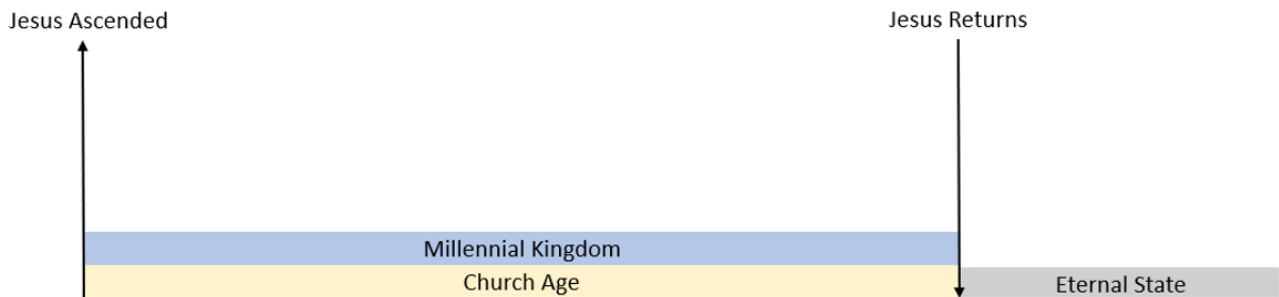 Jesus Ascended
Jesus Returns
Millennial Kingdom
Church Age
Eternal State